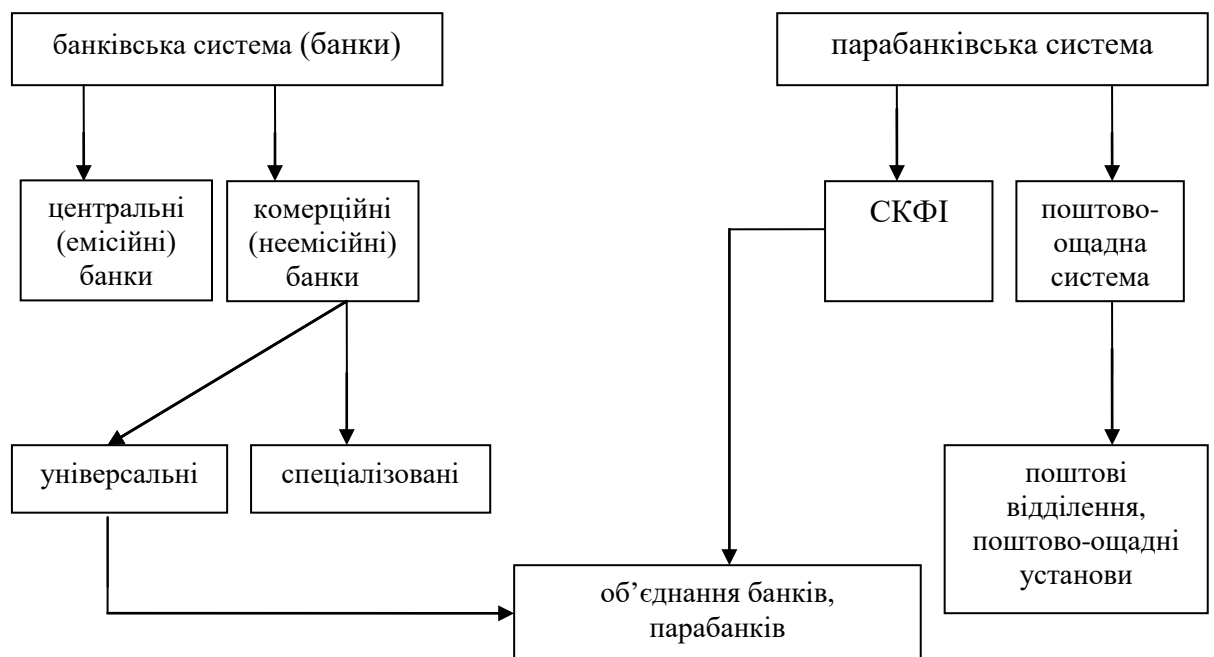 банківська система (банки)
парабанківська система
центральні
(емісійні)
банки
комерційні
(неемісійні)
банки
СКФІ
поштово-
ощадна
система
універсальні
спеціалізовані
поштові
відділення,
поштово-ощадні
установи
об’єднання банків,
парабанків